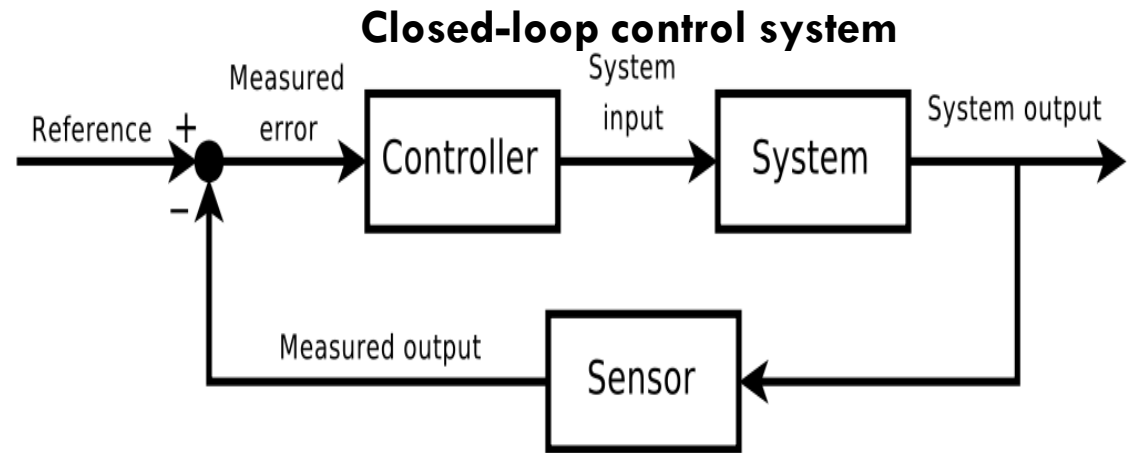 Closed-loop control system
Reference
+
−
Measured
error
Controller
System
input
System
System output
Measured output
Sensor